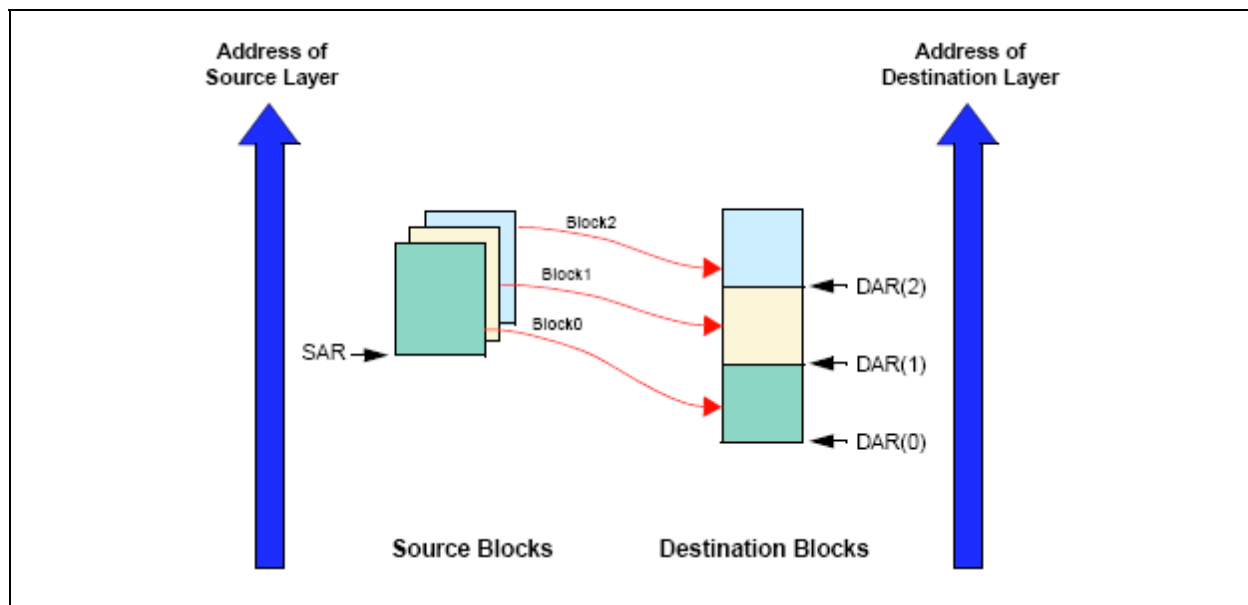 Address of
Source Layer
Address of
Destination Layer
Block2
Block1
Block0
SAR
DAR(2)
DAR(1)
DAR(0)
Source Blocks
Destination Blocks